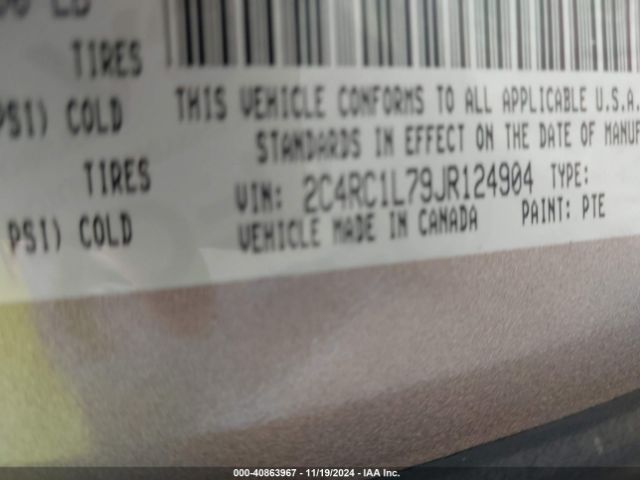 LB
TIRES
PSI) COLD
THIS VEHICLE CONFORMS TO ALL APPLICABLE U.S.A.
STANDARDS IN EFFECT ON THE DATE OF MANUF
TIRES
VIN: 2C4RC1L79JR124904 TYPE:
PSI) COLD
VEHICLE MADE IN CANADA PAINT: PTE
000-40863967 - 11/19/2024 - IAA Inc.